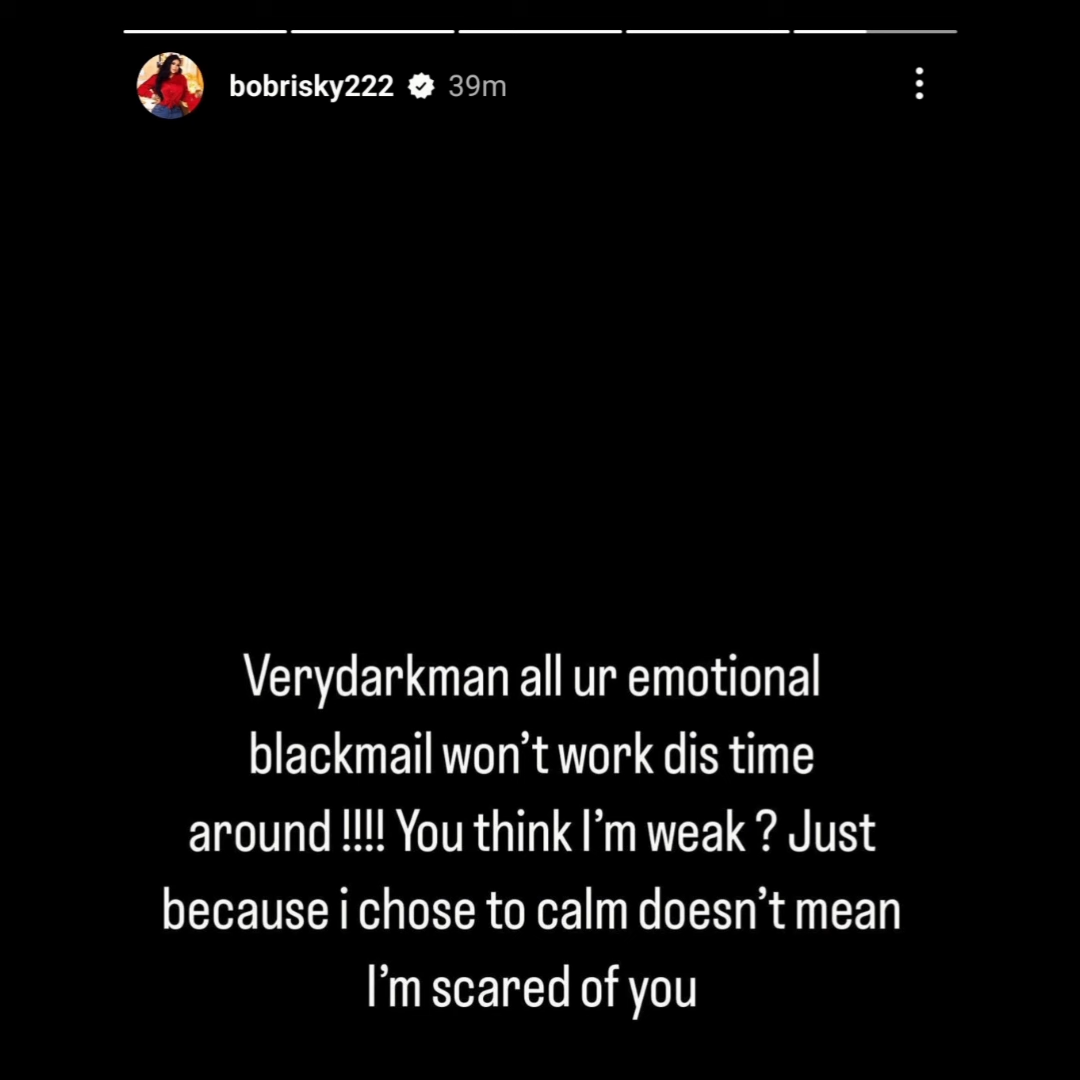 bobrisky222 39m
Verydarkman all ur emotional
blackmail won't work dis time
around !!!! You think I'm weak ? Just
because i chose to calm doesn't mean
I'm scared of you